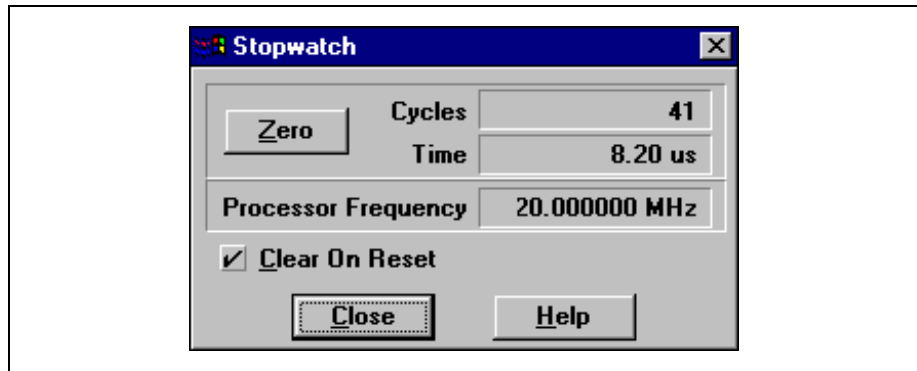 Stopwatch
Zero
Cycles 41
Time 8.20 us
Processor Frequency 20.000000 MHz
Clear On Reset
Close Help